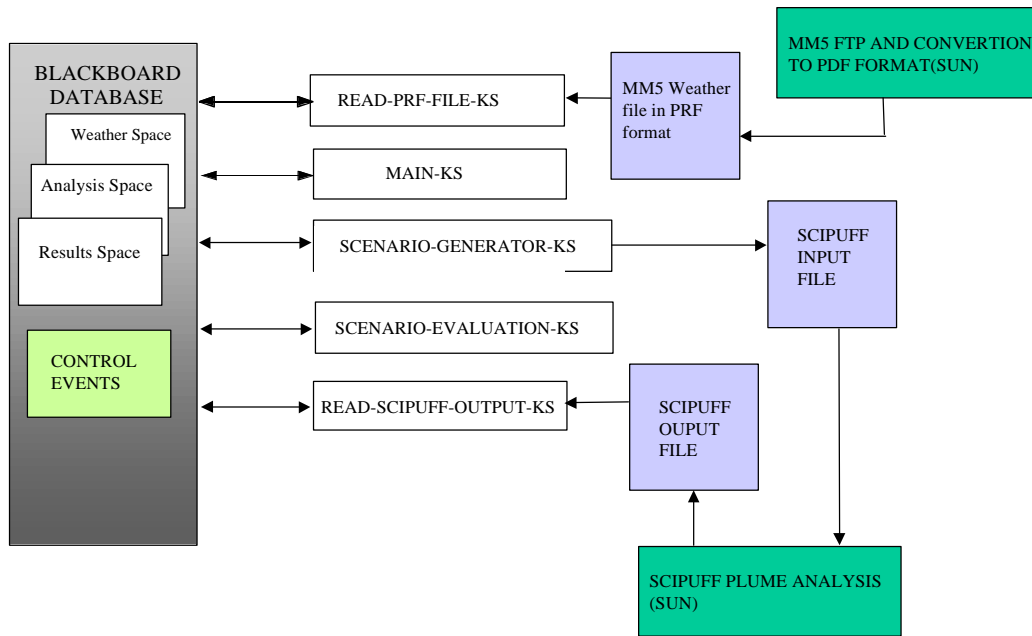 BLACKBOARD
DATABASE
Weather Space
Analysis Space
Results Space
CONTROL
EVENTS
READ-PRF-FILE-KS
MAIN-KS
SCENARIO-GENERATOR-KS
SCENARIO-EVALUATION-KS
READ-SCIPUFF-OUTPUT-KS
MM5 Weather
file in PRF
format
MM5 FTP AND CONVERTION
TO PDF FORMAT(SUN)
SCIPUFF
INPUT
FILE
SCIPUFF
OUPUT
FILE
SCIPUFF PLUME ANALYSIS
(SUN)